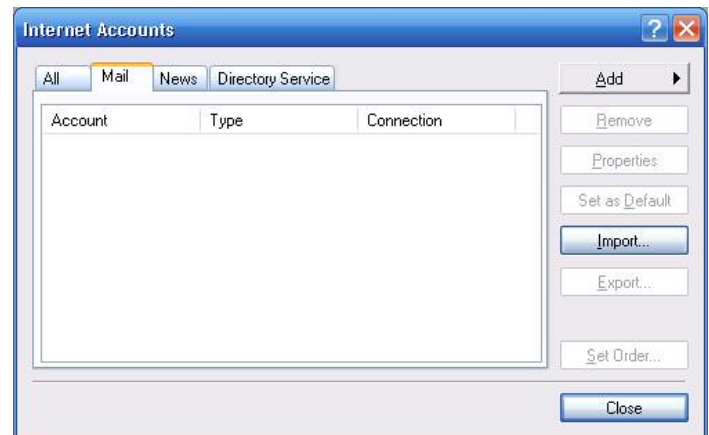 Internet Accounts
All Mail News Directory Service
Account Type Connection
Add
Remove
Properties
Set as Default
Import...
Export...
Set Order...
Close